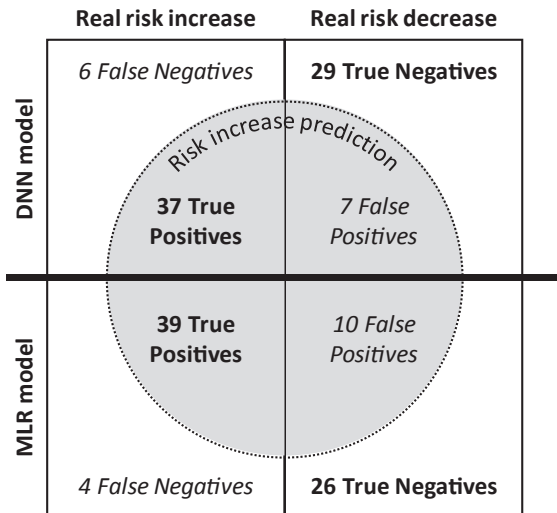 Real risk increase
Real risk decrease
DNN model
6 False Negatives
29 True Negatives
Risk increase prediction
37 True
Positives
7 False
Positives
MLR model
39 True
Positives
10 False
Positives
4 False Negatives
26 True Negatives